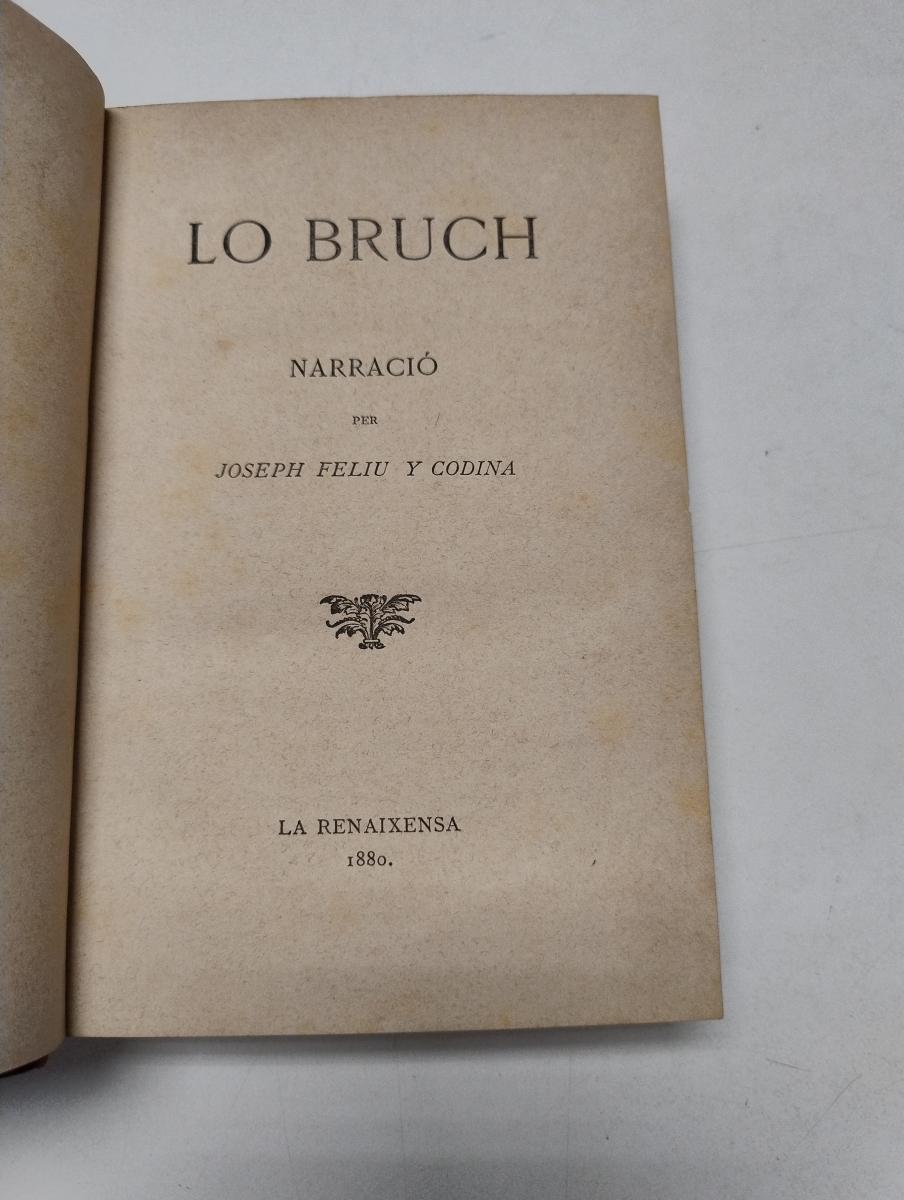 LO BRUCH
NARRACIÓ
PER
JOSEPH FELIU Y CODINA
LA RENAIXENSA
1880.